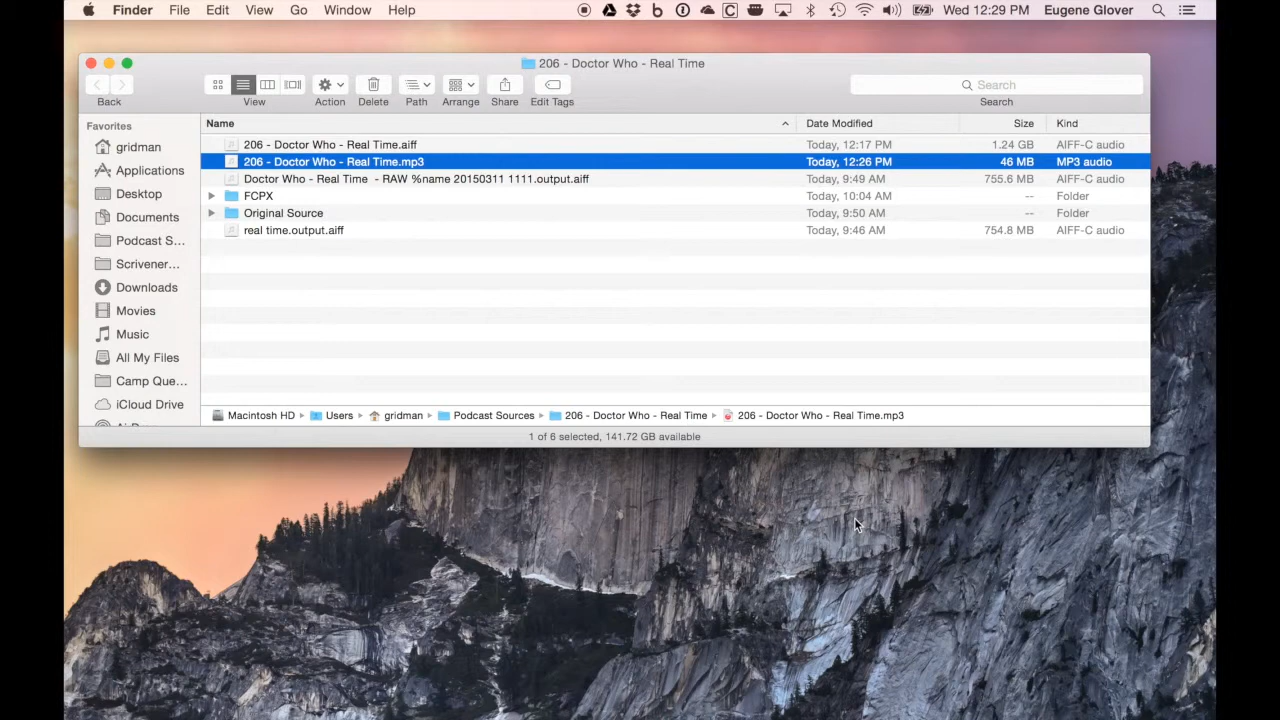 Finder File Edit View Go Window Help Wed 12:29 PM Eugene Glover
206 - Doctor Who - Real Time
Search
Back View Action Delete Path Arrange Share Edit Tags Search
Favorites
gridman
Applications
Desktop
Documents
Podcast S...
Scrivener...
Downloads
Movies
Music
All My Files
Camp Que...
iCloud Drive
Name Date Modified Size Kind
206 - Doctor Who - Real Time.aiff Today, 12:17 PM 1.24 GB AIFF-C audio
206 - Doctor Who - Real Time.mp3 Today, 12:26 PM 46 MB MP3 audio
Doctor Who - Real Time - RAW %name 20150311 1111.output.aiff Today, 9:49 AM 755.6 MB AIFF-C audio
FCPX Today, 10:04 AM -- Folder
Original Source Today, 9:50 AM -- Folder
real time.output.aiff Today, 9:46 AM 754.8 MB AIFF-C audio
Macintosh HD Users gridman Podcast Sources 206 - Doctor Who - Real Time 206 - Doctor Who - Real Time.mp3
1 of 6 selected, 141.72 GB available